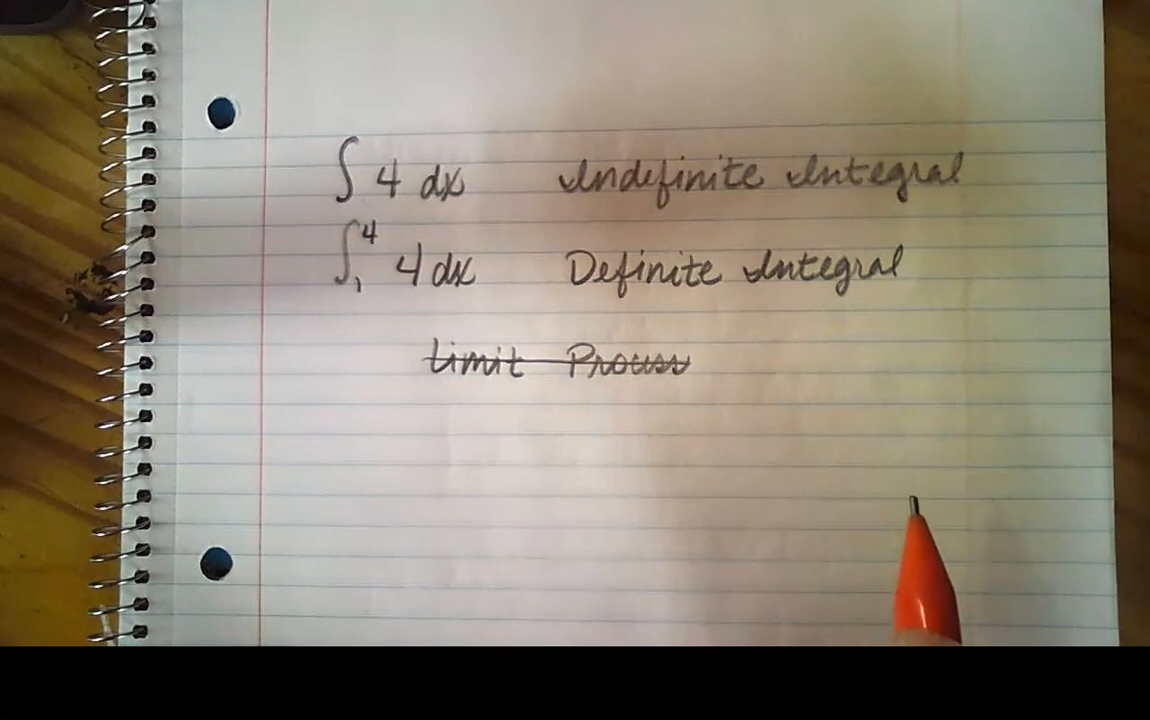 ∫ 4 dx Indefinite Integral
∫₁⁴ 4 dx Definite Integral
Limit Process